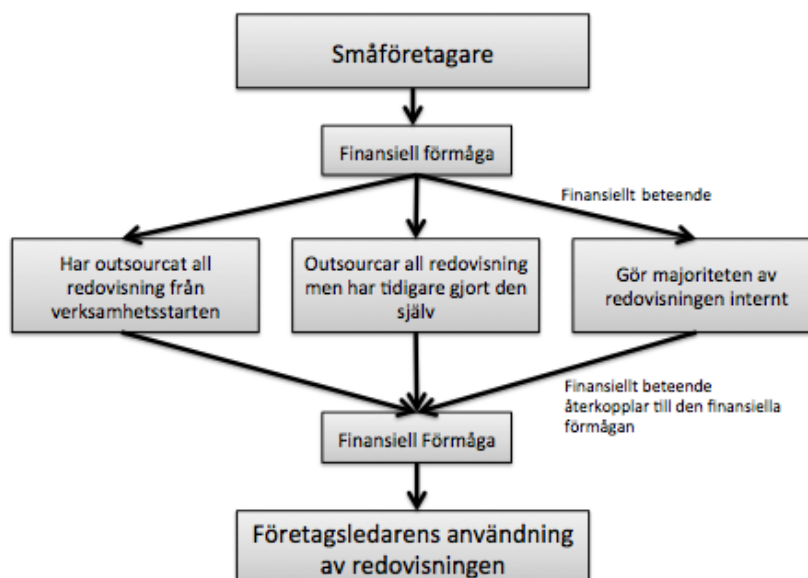 Småföretagare
Finansiell förmåga
Finansiellt beteende
Har outsourcat all
redovisning från
verksamhetsstarten
Outsourcar all redovisning
men har tidigare gjort den
själv
Gör majoriteten av
redovisningen internt
Finansiellt beteende
återkopplar till den finansiella
förmågan
Finansiell Förmåga
Företagsledarens användning
av redovisningen